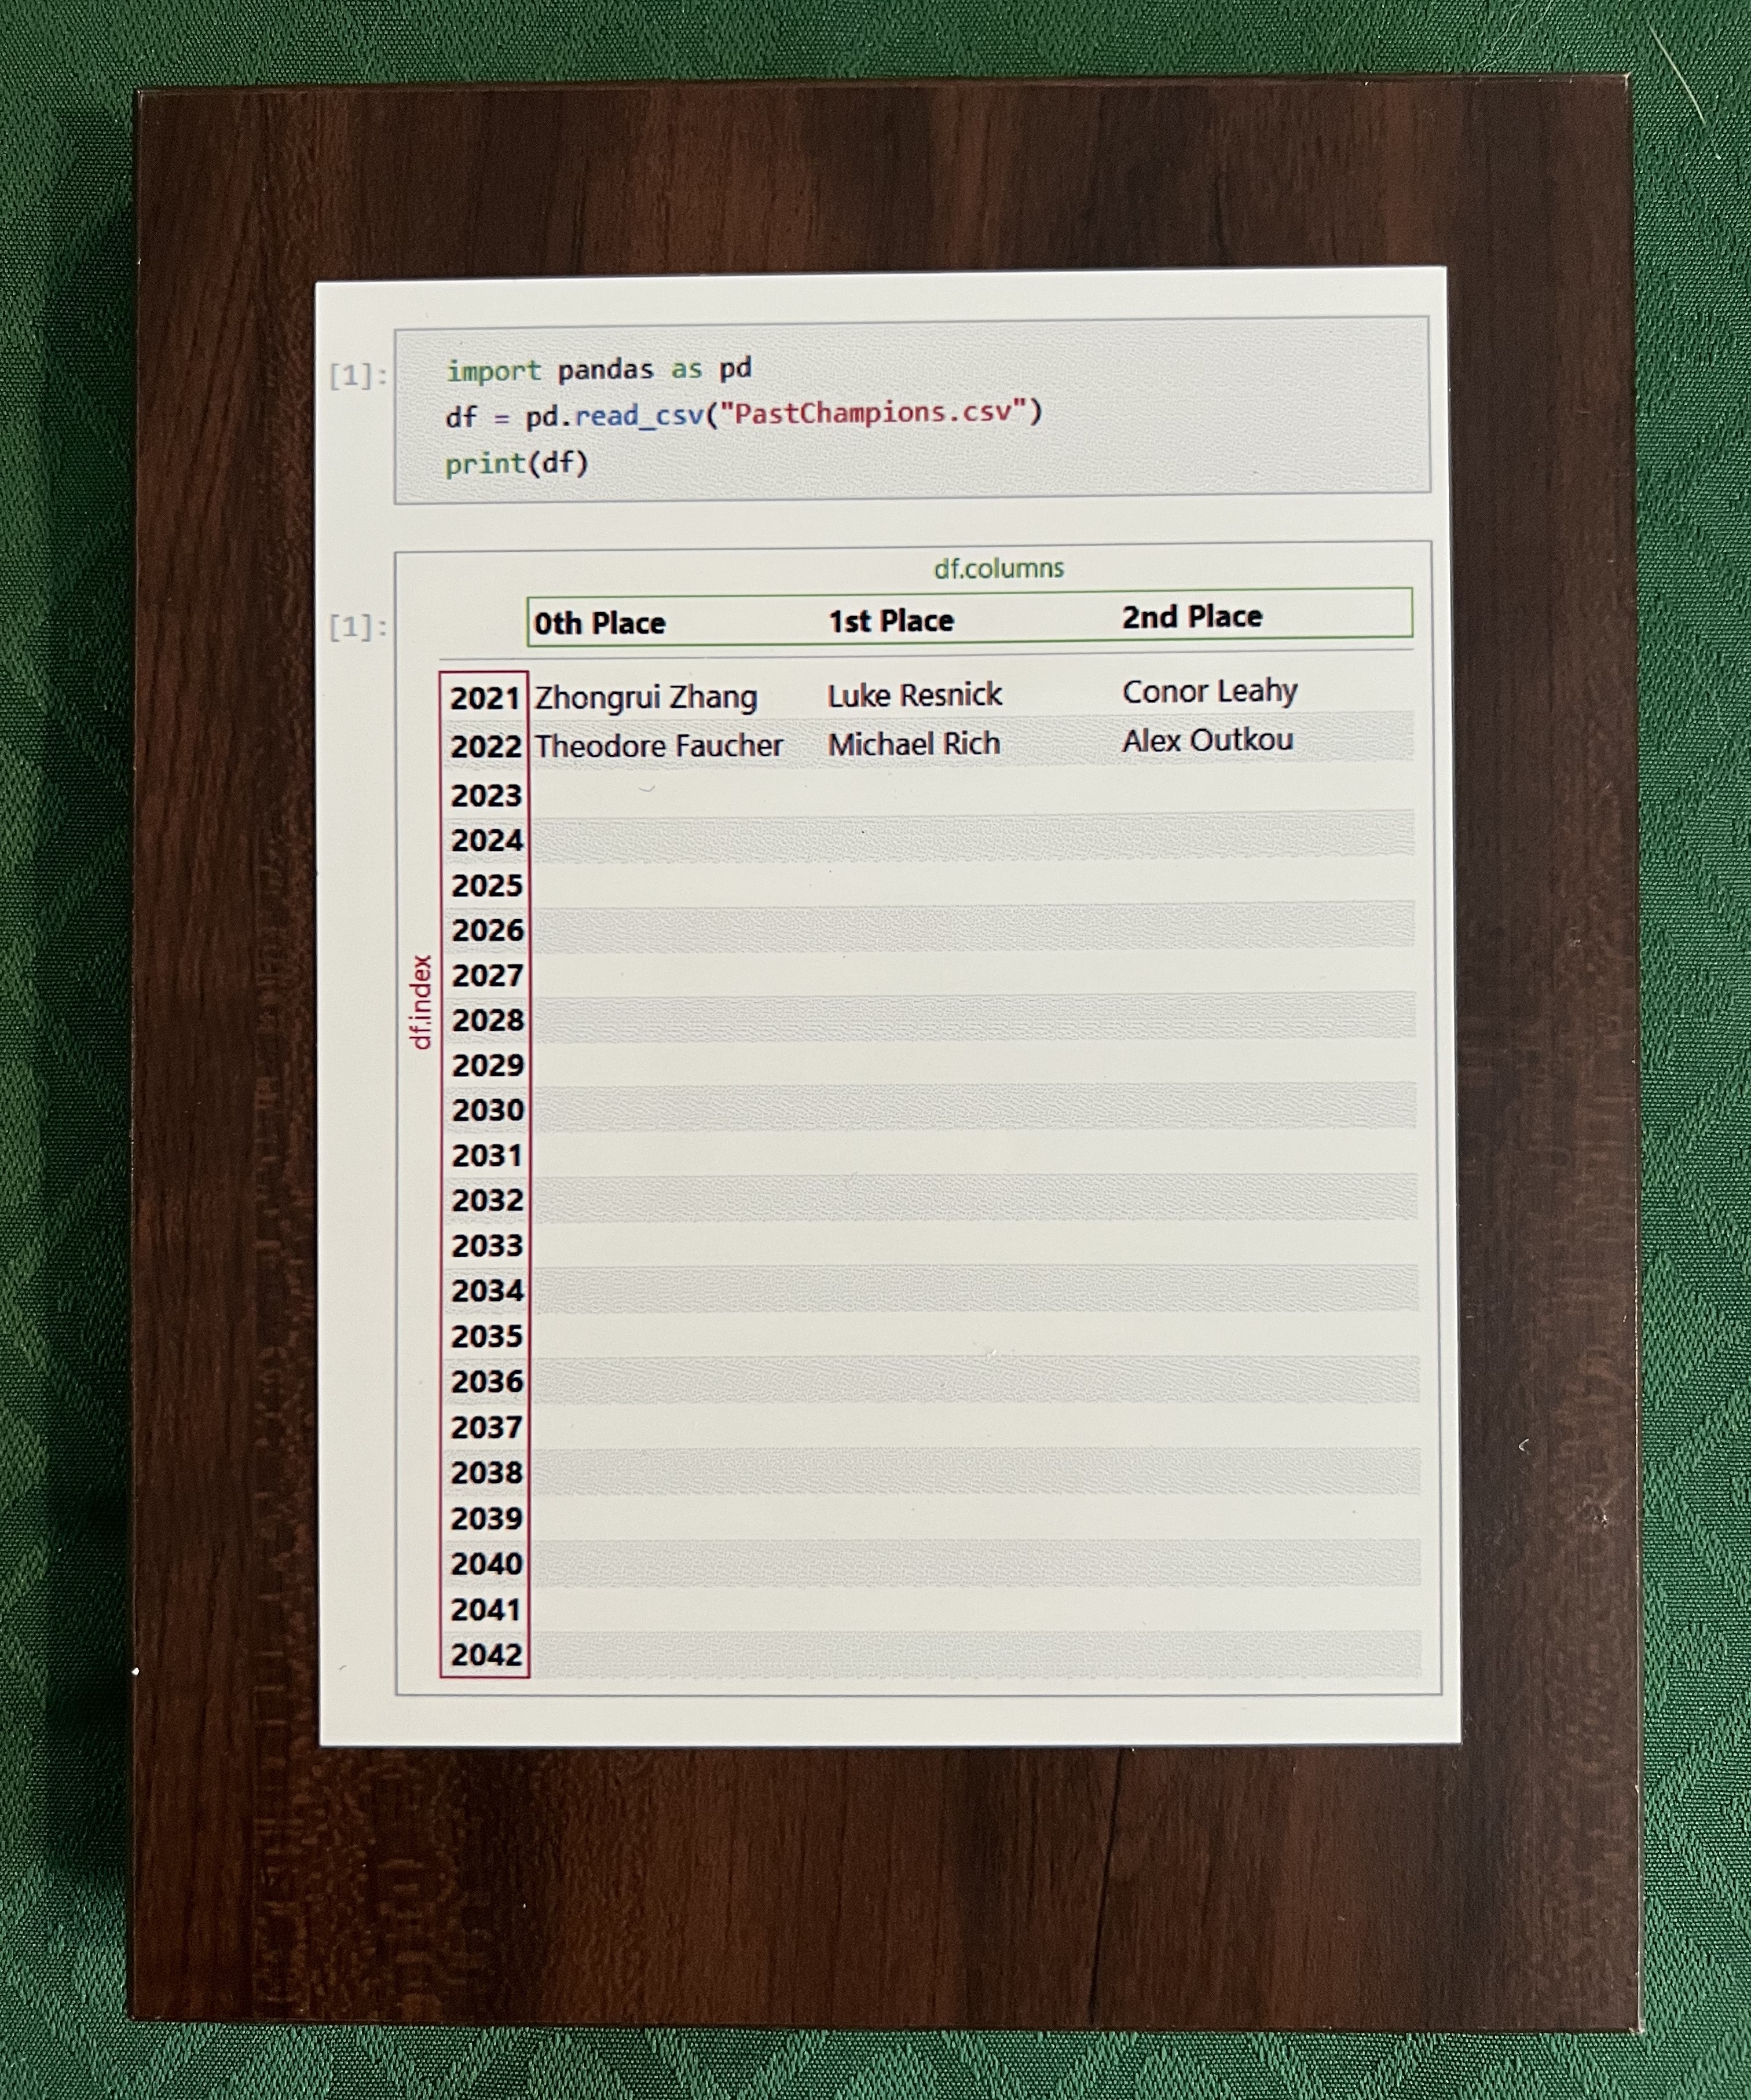 [1]: import pandas as pd
df = pd.read_csv("PastChampions.csv")
print(df)
df.columns
[1]: 0th Place 1st Place 2nd Place
2021 Zhongrui Zhang Luke Resnick Conor Leahy
2022 Theodore Faucher Michael Rich Alex Outkou
2023
2024
2025
2026
2027
df.index
2028
2029
2030
2031
2032
2033
2034
2035
2036
2037
2038
2039
2040
2041
2042